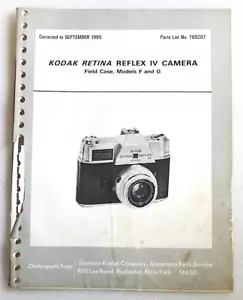 Corrected to SEPTEMBER 1965 Parts List No. 769207
KODAK RETINA REFLEX IV CAMERA
Field Case, Models F and G
Order parts from: Eastman Kodak Company, Apparatus Parts Service
800 Lee Road, Rochester, New York 14650